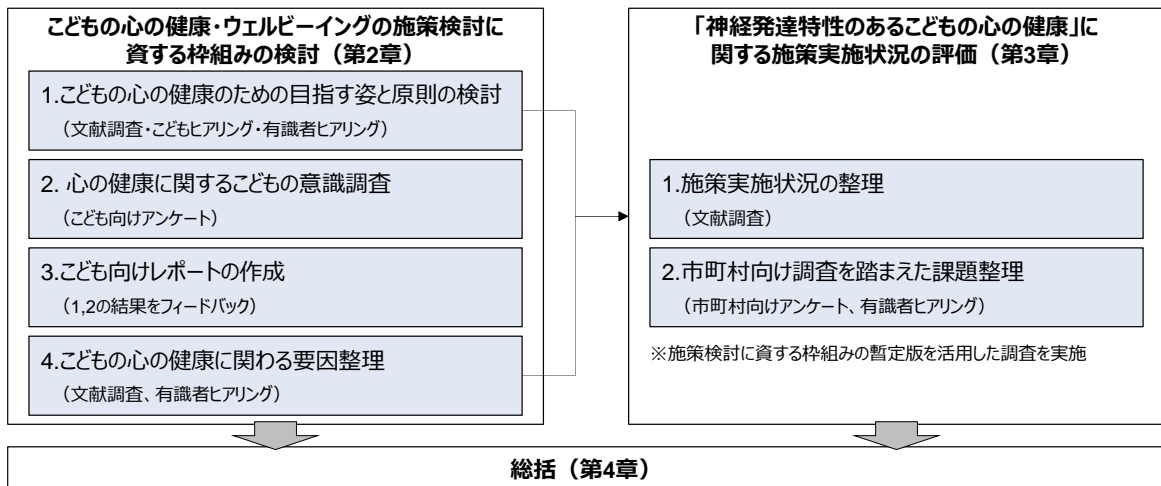 こどもの心の健康・ウェルビーイングの施策検討に
資する枠組みの検討（第2章）
1.こどもの心の健康のための目指す姿と原則の検討
（文献調査・こどもヒアリング・有識者ヒアリング）
2. 心の健康に関するこどもの意識調査
（こども向けアンケート）
3.こども向けレポートの作成
（1,2の結果をフィードバック）
4.こどもの心の健康に関わる要因整理
（文献調査、有識者ヒアリング）
「神経発達特性のあるこどもの心の健康」に
関する施策実施状況の評価（第3章）
1.施策実施状況の整理
（文献調査）
2.市町村向け調査を踏まえた課題整理
（市町村向けアンケート、有識者ヒアリング）
※施策検討に資する枠組みの暫定版を活用した調査を実施
総括（第4章）